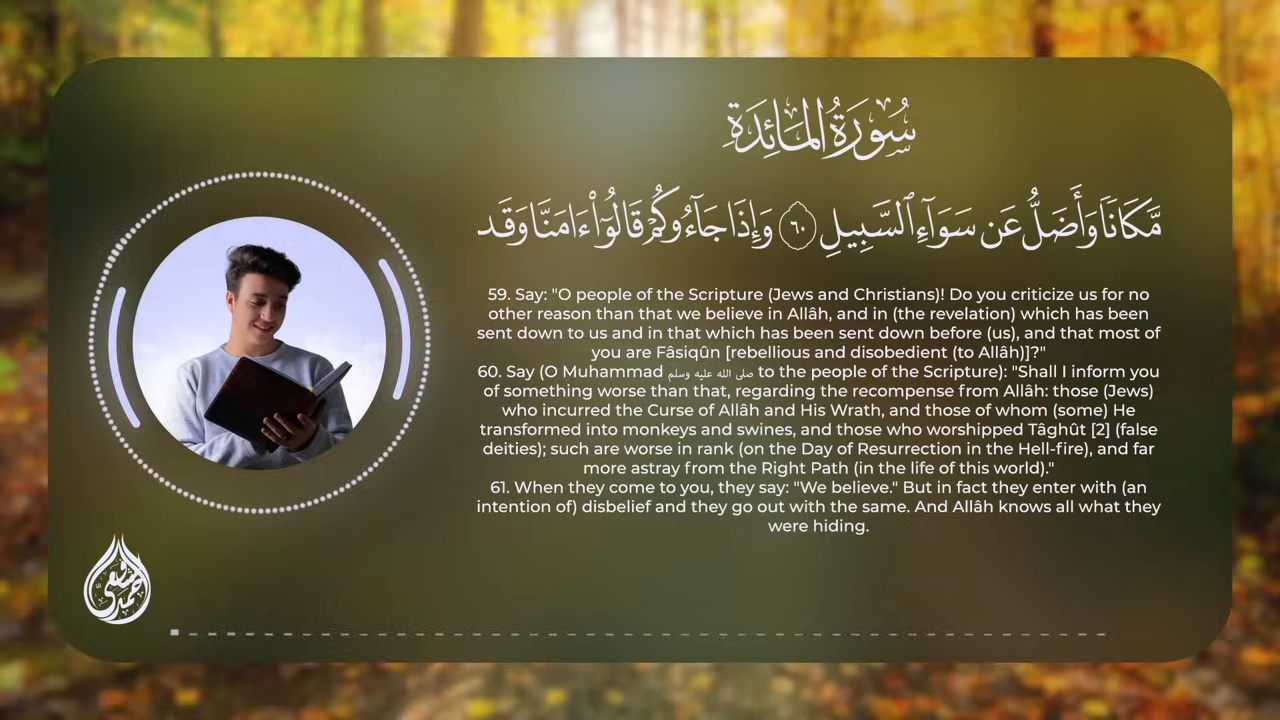 سُورَةُ المَائِدَةِ
مَّكَانًا وَأَضَلُّ عَن سَوَآءِ ٱلسَّبِيلِ ٦٠ وَإِذَا جَآءُوكُمْ قَالُوٓا۟ ءَامَنَّا وَقَد
59. Say: "O people of the Scripture (Jews and Christians)! Do you criticize us for no
other reason than that we believe in Allâh, and in (the revelation) which has been
sent down to us and in that which has been sent down before (us), and that most of
you are Fâsiqûn [rebellious and disobedient (to Allâh)]?"
60. Say (O Muhammad صلى الله عليه وسلم to the people of the Scripture): "Shall I inform you
of something worse than that, regarding the recompense from Allâh: those (Jews)
who incurred the Curse of Allâh and His Wrath, and those of whom (some) He
transformed into monkeys and swines, and those who worshipped Tâghût [2] (false
deities); such are worse in rank (on the Day of Resurrection in the Hell-fire), and far
more astray from the Right Path (in the life of this world)."
61. When they come to you, they say: "We believe." But in fact they enter with (an
intention of) disbelief and they go out with the same. And Allâh knows all what they
were hiding.